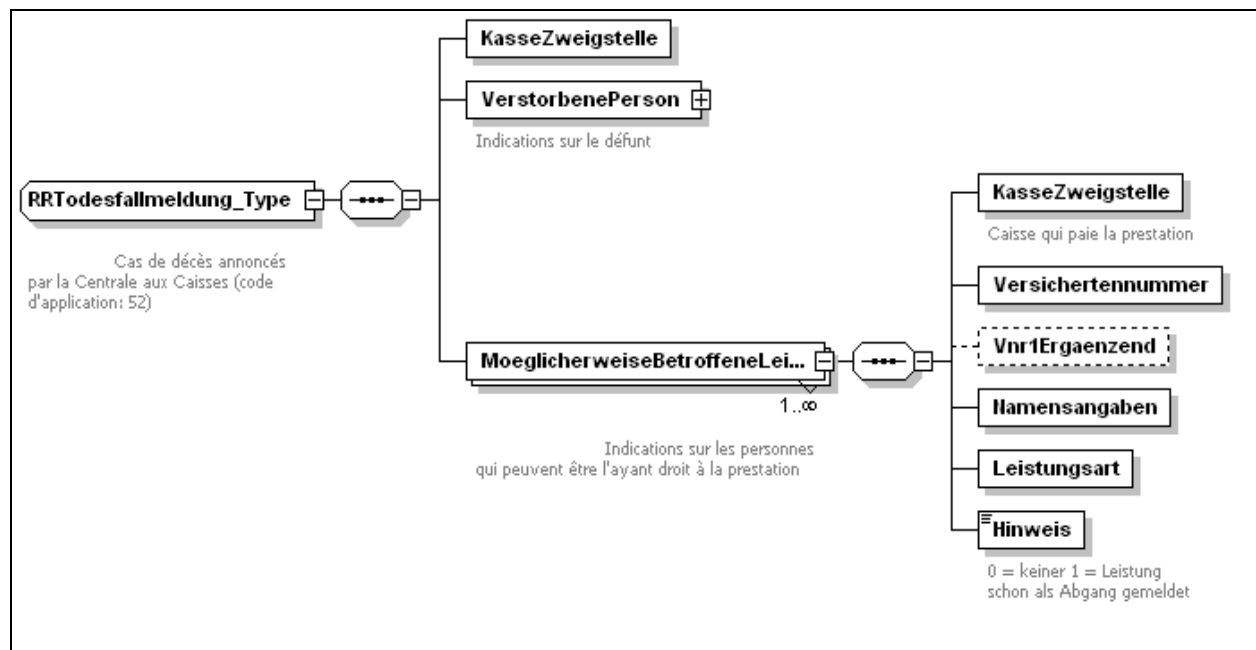 KasseZweigstelle
VerstorbenePerson
Indications sur le défunt
RRTodesfallmeldung_Type
Cas de décès annoncés
par la Centrale aux Caisses (code
d'application: 52)
MoeglicherweiseBetroffeneLei...
1..∞
Indications sur les personnes
qui peuvent être l'ayant droit à la prestation
KasseZweigstelle
Caisse qui paie la prestation
Versichertennummer
Vnr1Ergaenzend
Namensangaben
Leistungsart
Hinweis
0 = keiner 1 = Leistung
schon als Abgang gemeldet